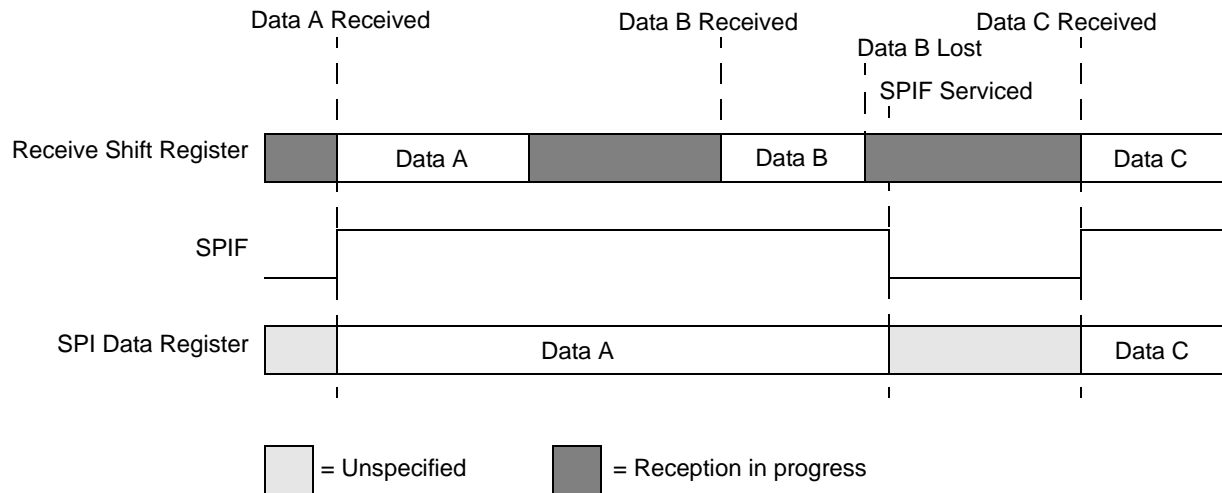 Data A Received
Data B Received
Data C Received
Data B Lost
SPIF Serviced
Receive Shift Register
Data A
Data B
Data C
SPIF
SPI Data Register
Data A
Data C
= Unspecified
= Reception in progress